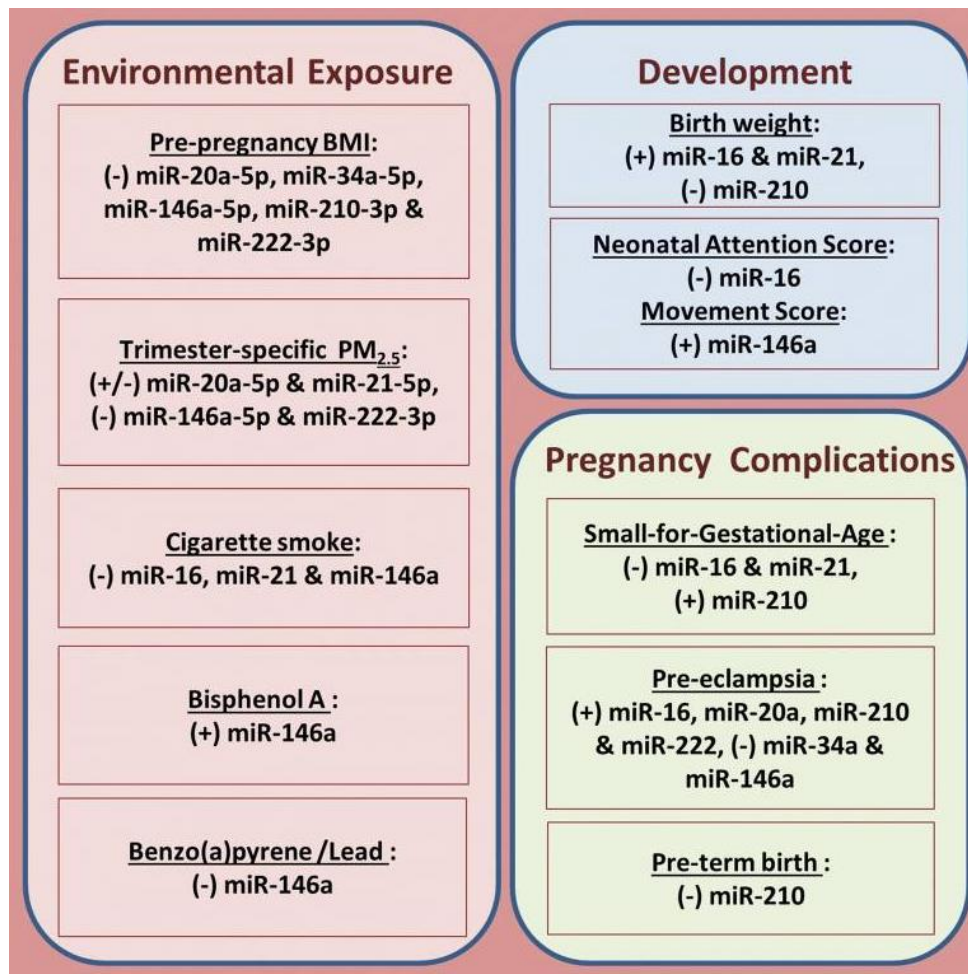 Environmental Exposure
Pre-pregnancy BMI:
(-) miR-20a-5p, miR-34a-5p,
miR-146a-5p, miR-210-3p &
miR-222-3p
Trimester-specific PM2.5:
(+/-) miR-20a-5p & miR-21-5p,
(-) miR-146a-5p & miR-222-3p
Cigarette smoke:
(-) miR-16, miR-21 & miR-146a
Bisphenol A :
(+) miR-146a
Benzo(a)pyrene /Lead :
(-) miR-146a
Development
Birth weight:
(+) miR-16 & miR-21,
(-) miR-210
Neonatal Attention Score:
(-) miR-16
Movement Score:
(+) miR-146a
Pregnancy Complications
Small-for-Gestational-Age :
(-) miR-16 & miR-21,
(+) miR-210
Pre-eclampsia :
(+) miR-16, miR-20a, miR-210
& miR-222, (-) miR-34a &
miR-146a
Pre-term birth :
(-) miR-210